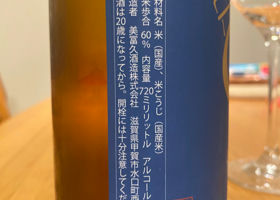 材料名 米(国産)、米こうじ(国産米)
米歩合 60% 内容量 720ミリリットル アルコール
造者 美冨久酒造株式会社 滋賀県甲賀市水口町西
酒は20歳になってから。開栓には十分注意してくだ